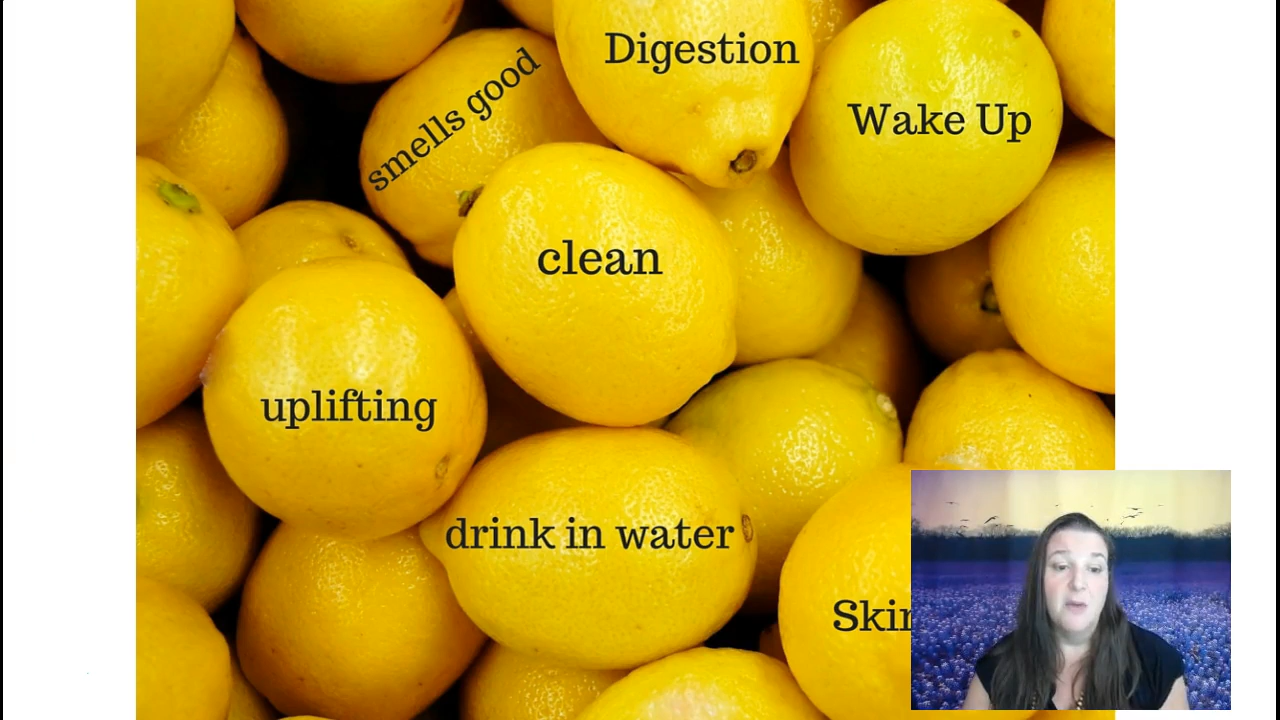 Digestion
smells good
Wake Up
clean
uplifting
drink in water